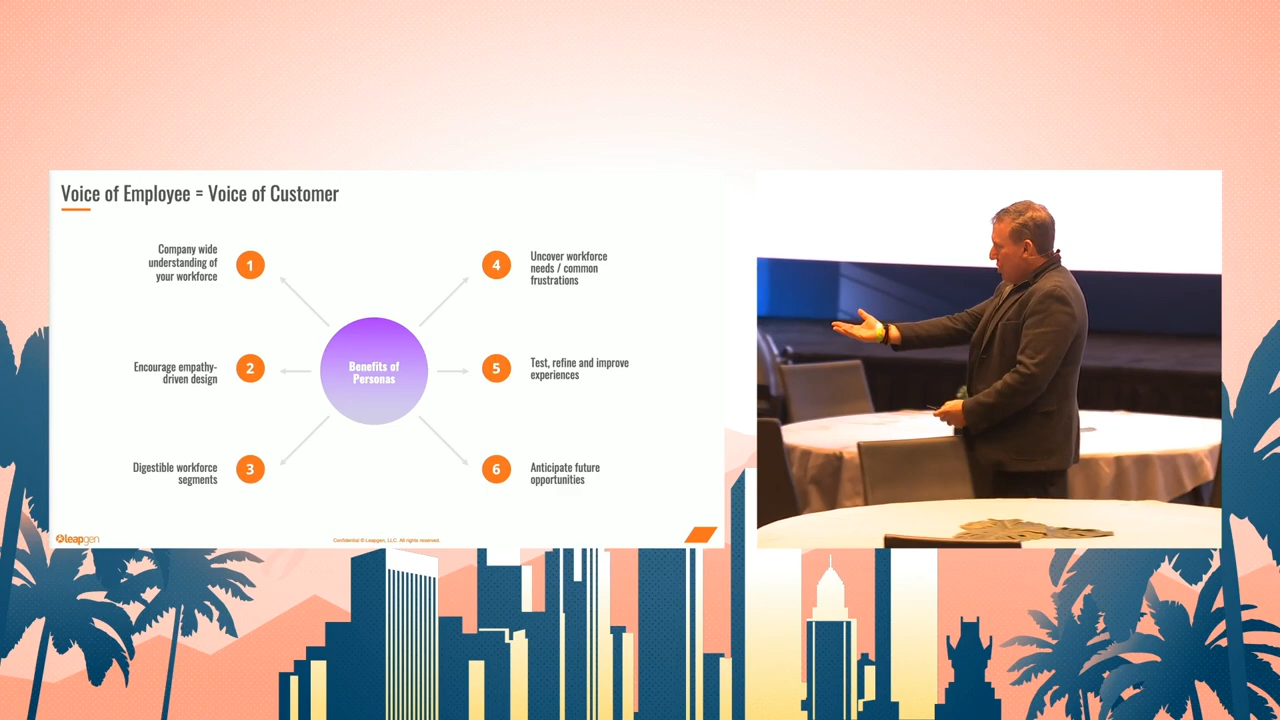 Voice of Employee = Voice of Customer
Company wide
understanding of
your workforce
1
Encourage empathy-
driven design
2
Digestible workforce
segments
3
Benefits of
Personas
4
Uncover workforce
needs / common
frustrations
5
Test, refine and improve
experiences
6
Anticipate future
opportunities
leapgen
Confidential © Leapgen, LLC. All rights reserved.